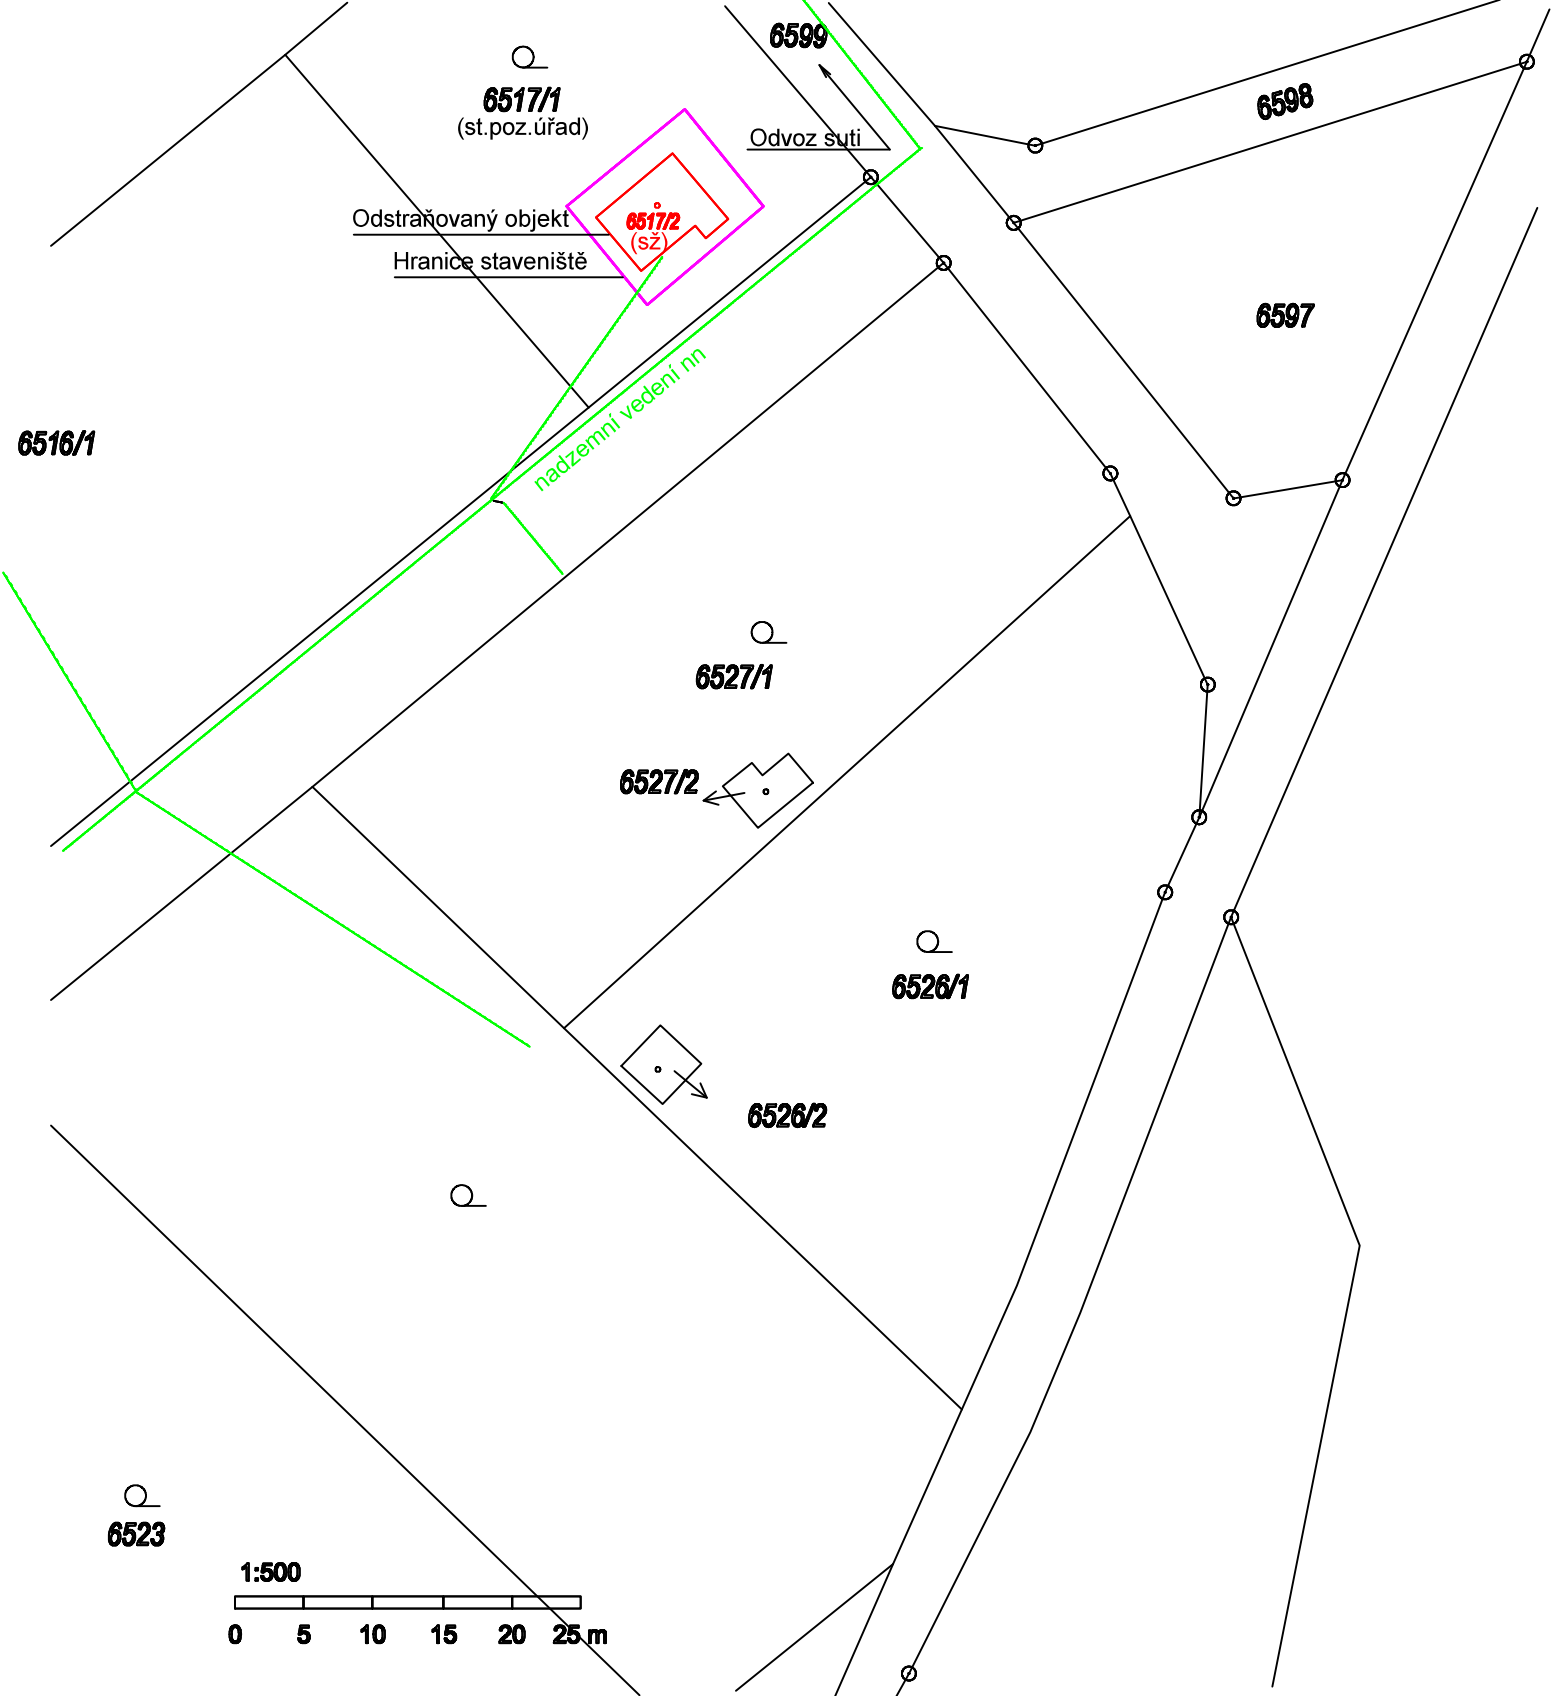 6599
6517/1
(st.poz.úřad)
6598
Odvoz suti
Odstraňovaný objekt
6517/2
(sž)
Hranice staveniště
6597
nadzemní vedení nn
6516/1
6527/1
6527/2
6526/1
6526/2
6523
1:500
0 5 10 15 20 25 m